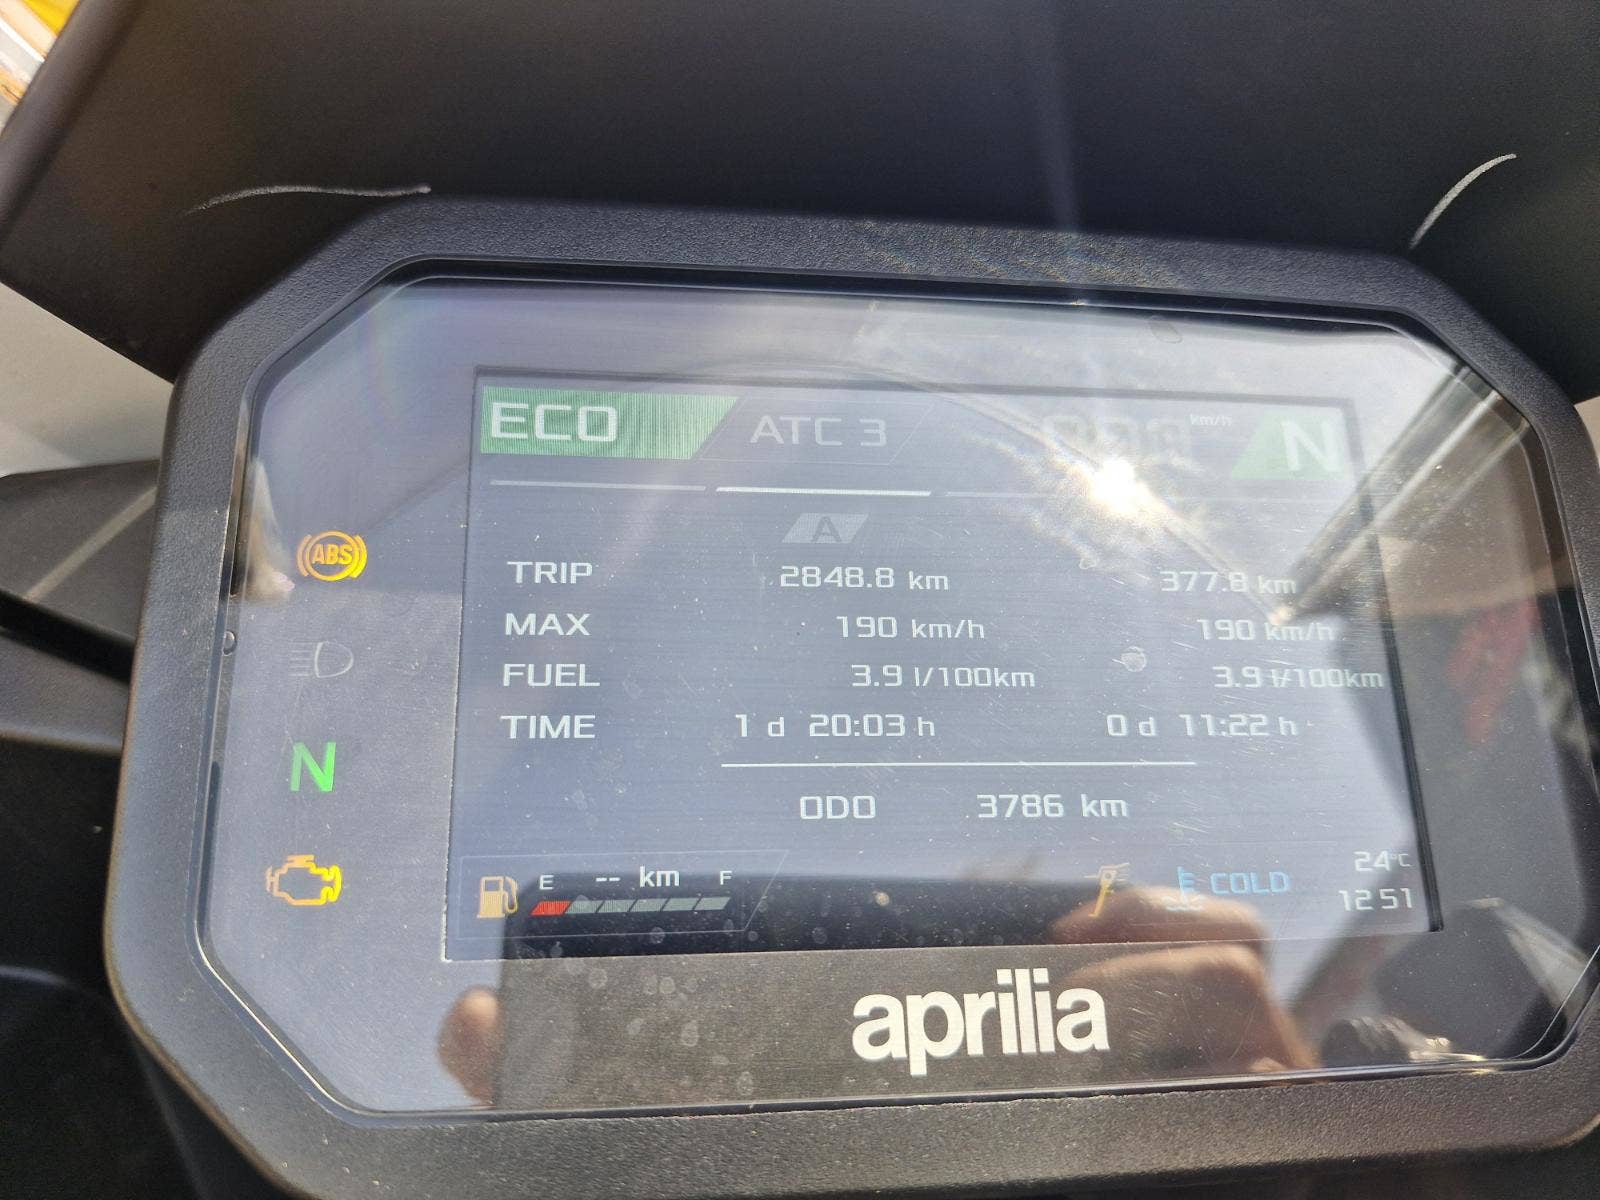 ECO ATC 3 km/h N
A
ABS
TRIP 2848.8 km 377.8 km
MAX 190 km/h 190 km/h
FUEL 3.9 l/100km 3.9 l/100km
TIME 1 d 20:03 h 0 d 11:22 h
N
ODO 3786 km
E -- km F
COLD
24°C
12 51
aprilia